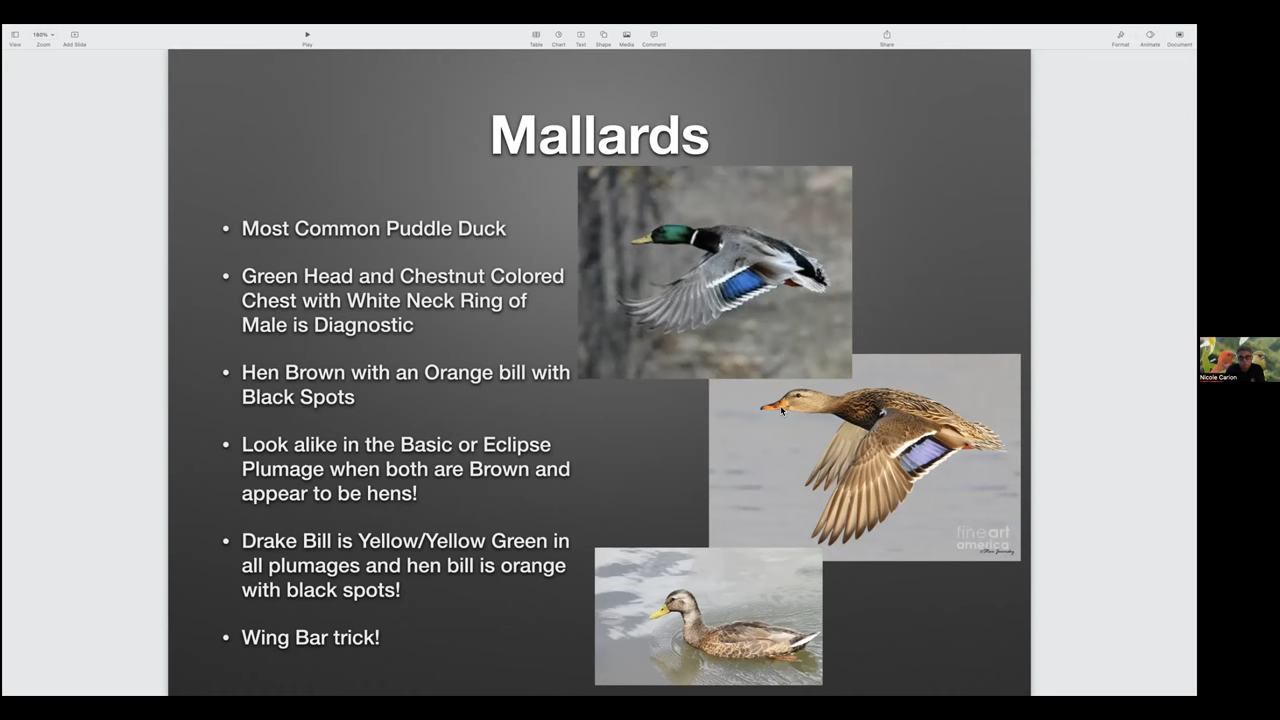 160%
View
Zoom
Add Slide
Play
Table
Chart
Text
Shape
Media
Comment
Share
Format
Animate
Document
Mallards
• Most Common Puddle Duck
• Green Head and Chestnut Colored
Chest with White Neck Ring of
Male is Diagnostic
• Hen Brown with an Orange bill with
Black Spots
• Look alike in the Basic or Eclipse
Plumage when both are Brown and
appear to be hens!
• Drake Bill is Yellow/Yellow Green in
all plumages and hen bill is orange
with black spots!
• Wing Bar trick!
fineart
america
Nicole Carion